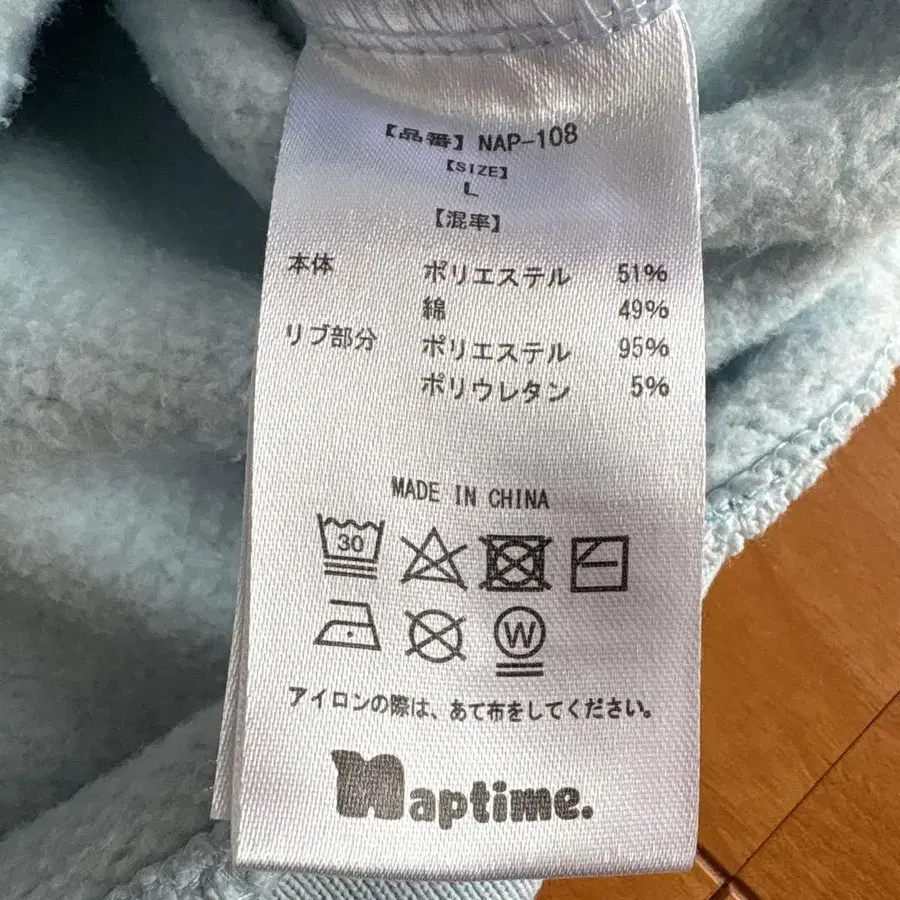 【品番】NAP-108
【SIZE】
L
【混率】
本体 ポリエステル 51%
綿 49%
リブ部分 ポリエステル 95%
ポリウレタン 5%
MADE IN CHINA
30
W
アイロンの際は、あて布をしてください。
Naptime.